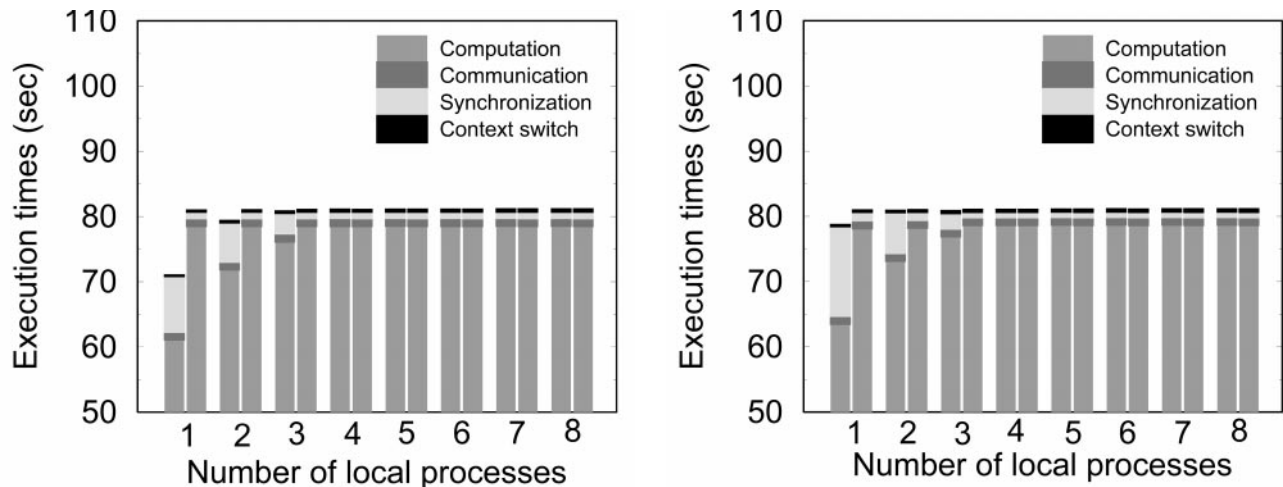 110
100
90
80
70
60
50
Execution times (sec)
Computation
Communication
Synchronization
Context switch
1 2 3 4 5 6 7 8
Number of local processes
110
100
90
80
70
60
50
Execution times (sec)
Computation
Communication
Synchronization
Context switch
1 2 3 4 5 6 7 8
Number of local processes